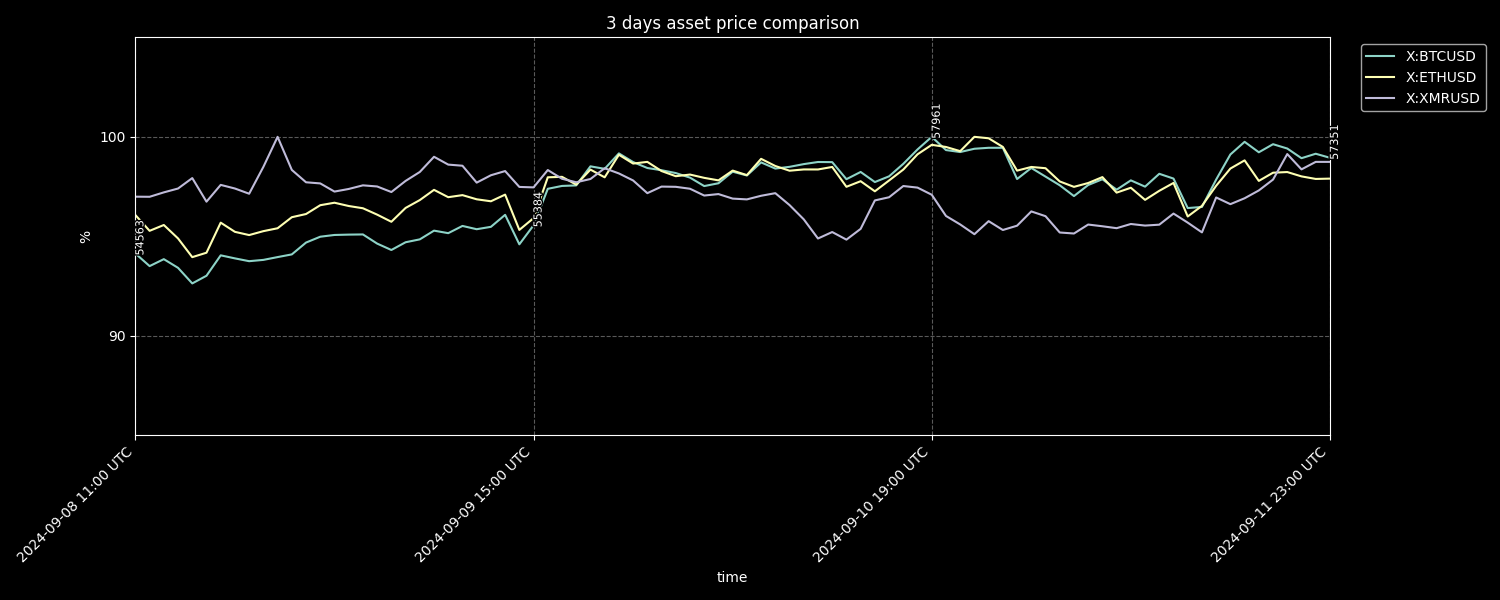 3 days asset price comparison
X:BTCUSD
X:ETHUSD
X:XMRUSD
100
90
%
54563
55384
57961
57351
2024-09-08 11:00 UTC
2024-09-09 15:00 UTC
2024-09-10 19:00 UTC
2024-09-11 23:00 UTC
time